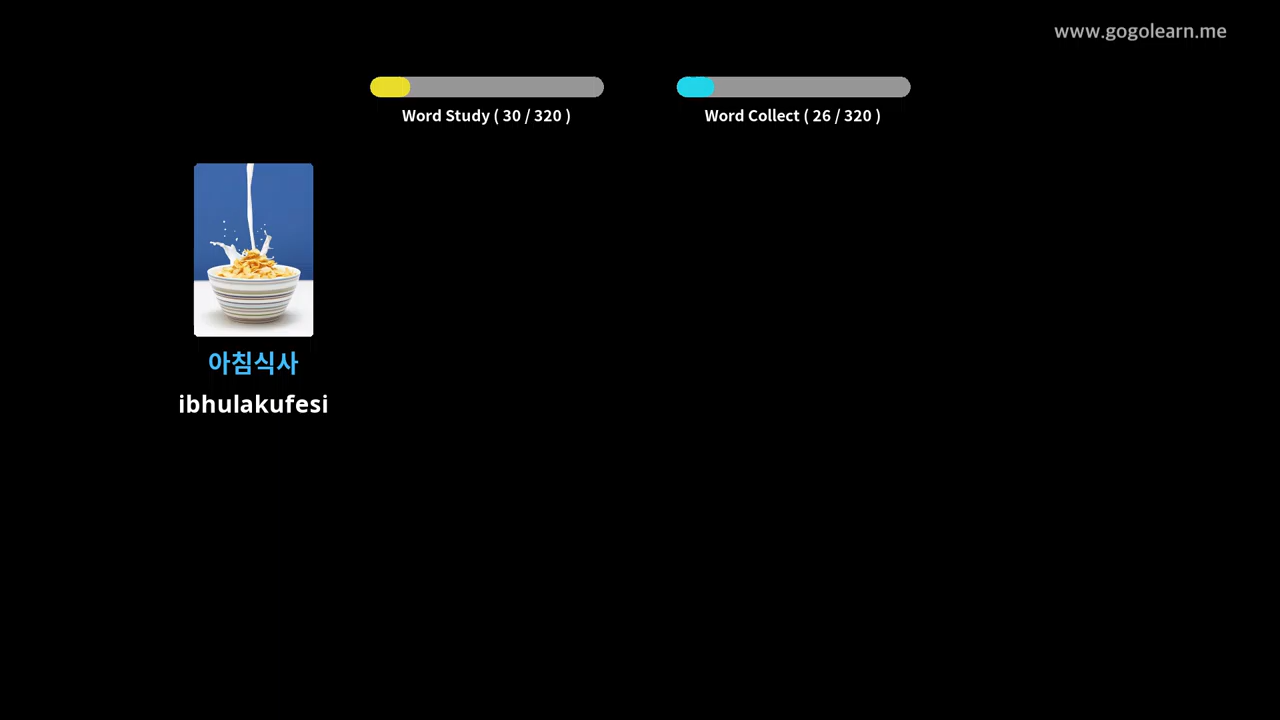 www.gogolearn.me
Word Study ( 30 / 320 )
Word Collect ( 26 / 320 )
아침식사
ibhulakufesi